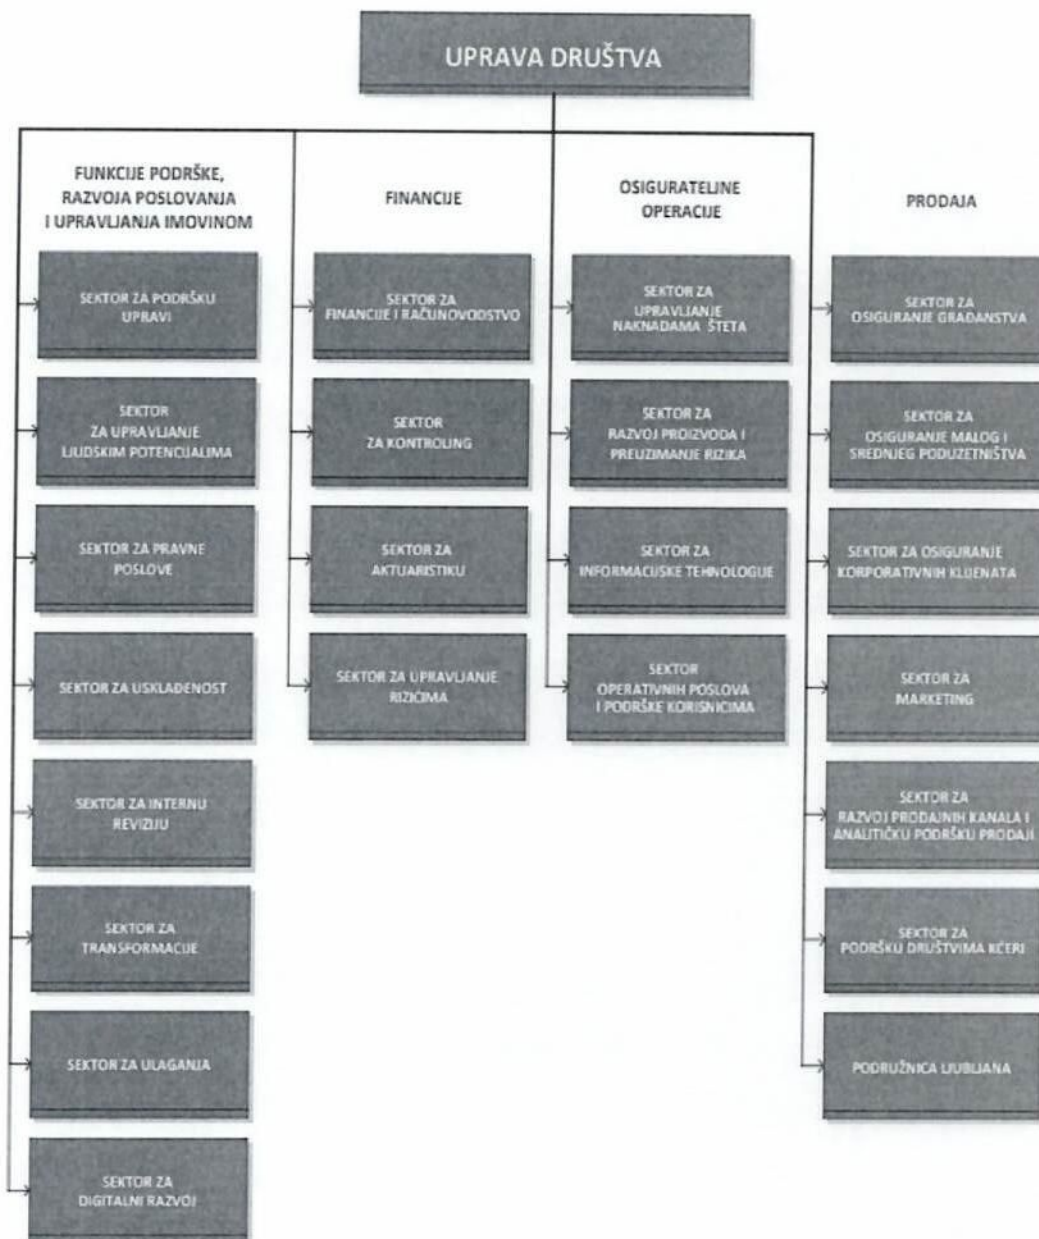 UPRAVA DRUŠTVA
FUNKCIJE PODRŠKE,
RAZVOJA POSLOVANJA
I UPRAVLJANJA IMOVINOM
SEKTOR ZA PODRŠKU
UPRAVI
SEKTOR
ZA UPRAVLJANJE
LJUDSKIM POTENCIJALIMA
SEKTOR ZA PRAVNE
POSLOVE
SEKTOR ZA USKLAĐENOST
SEKTOR ZA INTERNU
REVIZIJU
SEKTOR ZA
TRANSFORMACIJE
SEKTOR ZA ULAGANJA
SEKTOR ZA
DIGITALNI RAZVOJ
FINANCIJE
SEKTOR ZA
FINANCIJE I RAČUNOVODSTVO
SEKTOR
ZA KONTROLING
SEKTOR ZA
AKTUARISTIKU
SEKTOR ZA UPRAVLJANJE
RIZICIMA
OSIGURATELJNE
OPERACIJE
SEKTOR ZA
UPRAVLJANJE
NAKNADAMA ŠTETA
SEKTOR ZA
RAZVOJ PROIZVODA I
PREUZIMANJE RIZIKA
SEKTOR ZA
INFORMACIJSKE TEHNOLOGIJE
SEKTOR
OPERATIVNIH POSLOVA
I PODRŠKE KORISNICIMA
PRODAJA
SEKTOR ZA
OSIGURANJE GRAĐANSTVA
SEKTOR ZA
OSIGURANJE MALOG I
SREDNJEG PODUZETNIŠTVA
SEKTOR ZA OSIGURANJE
KORPORATIVNIH KLIJENATA
SEKTOR ZA
MARKETING
SEKTOR ZA
RAZVOJ PRODAJNIH KANALA I
ANALITIČKU PODRŠKU PRODAJI
SEKTOR ZA
PODRŠKU DRUŠTVIMA KĆERI
PODRUŽNICA LJUBLJANA